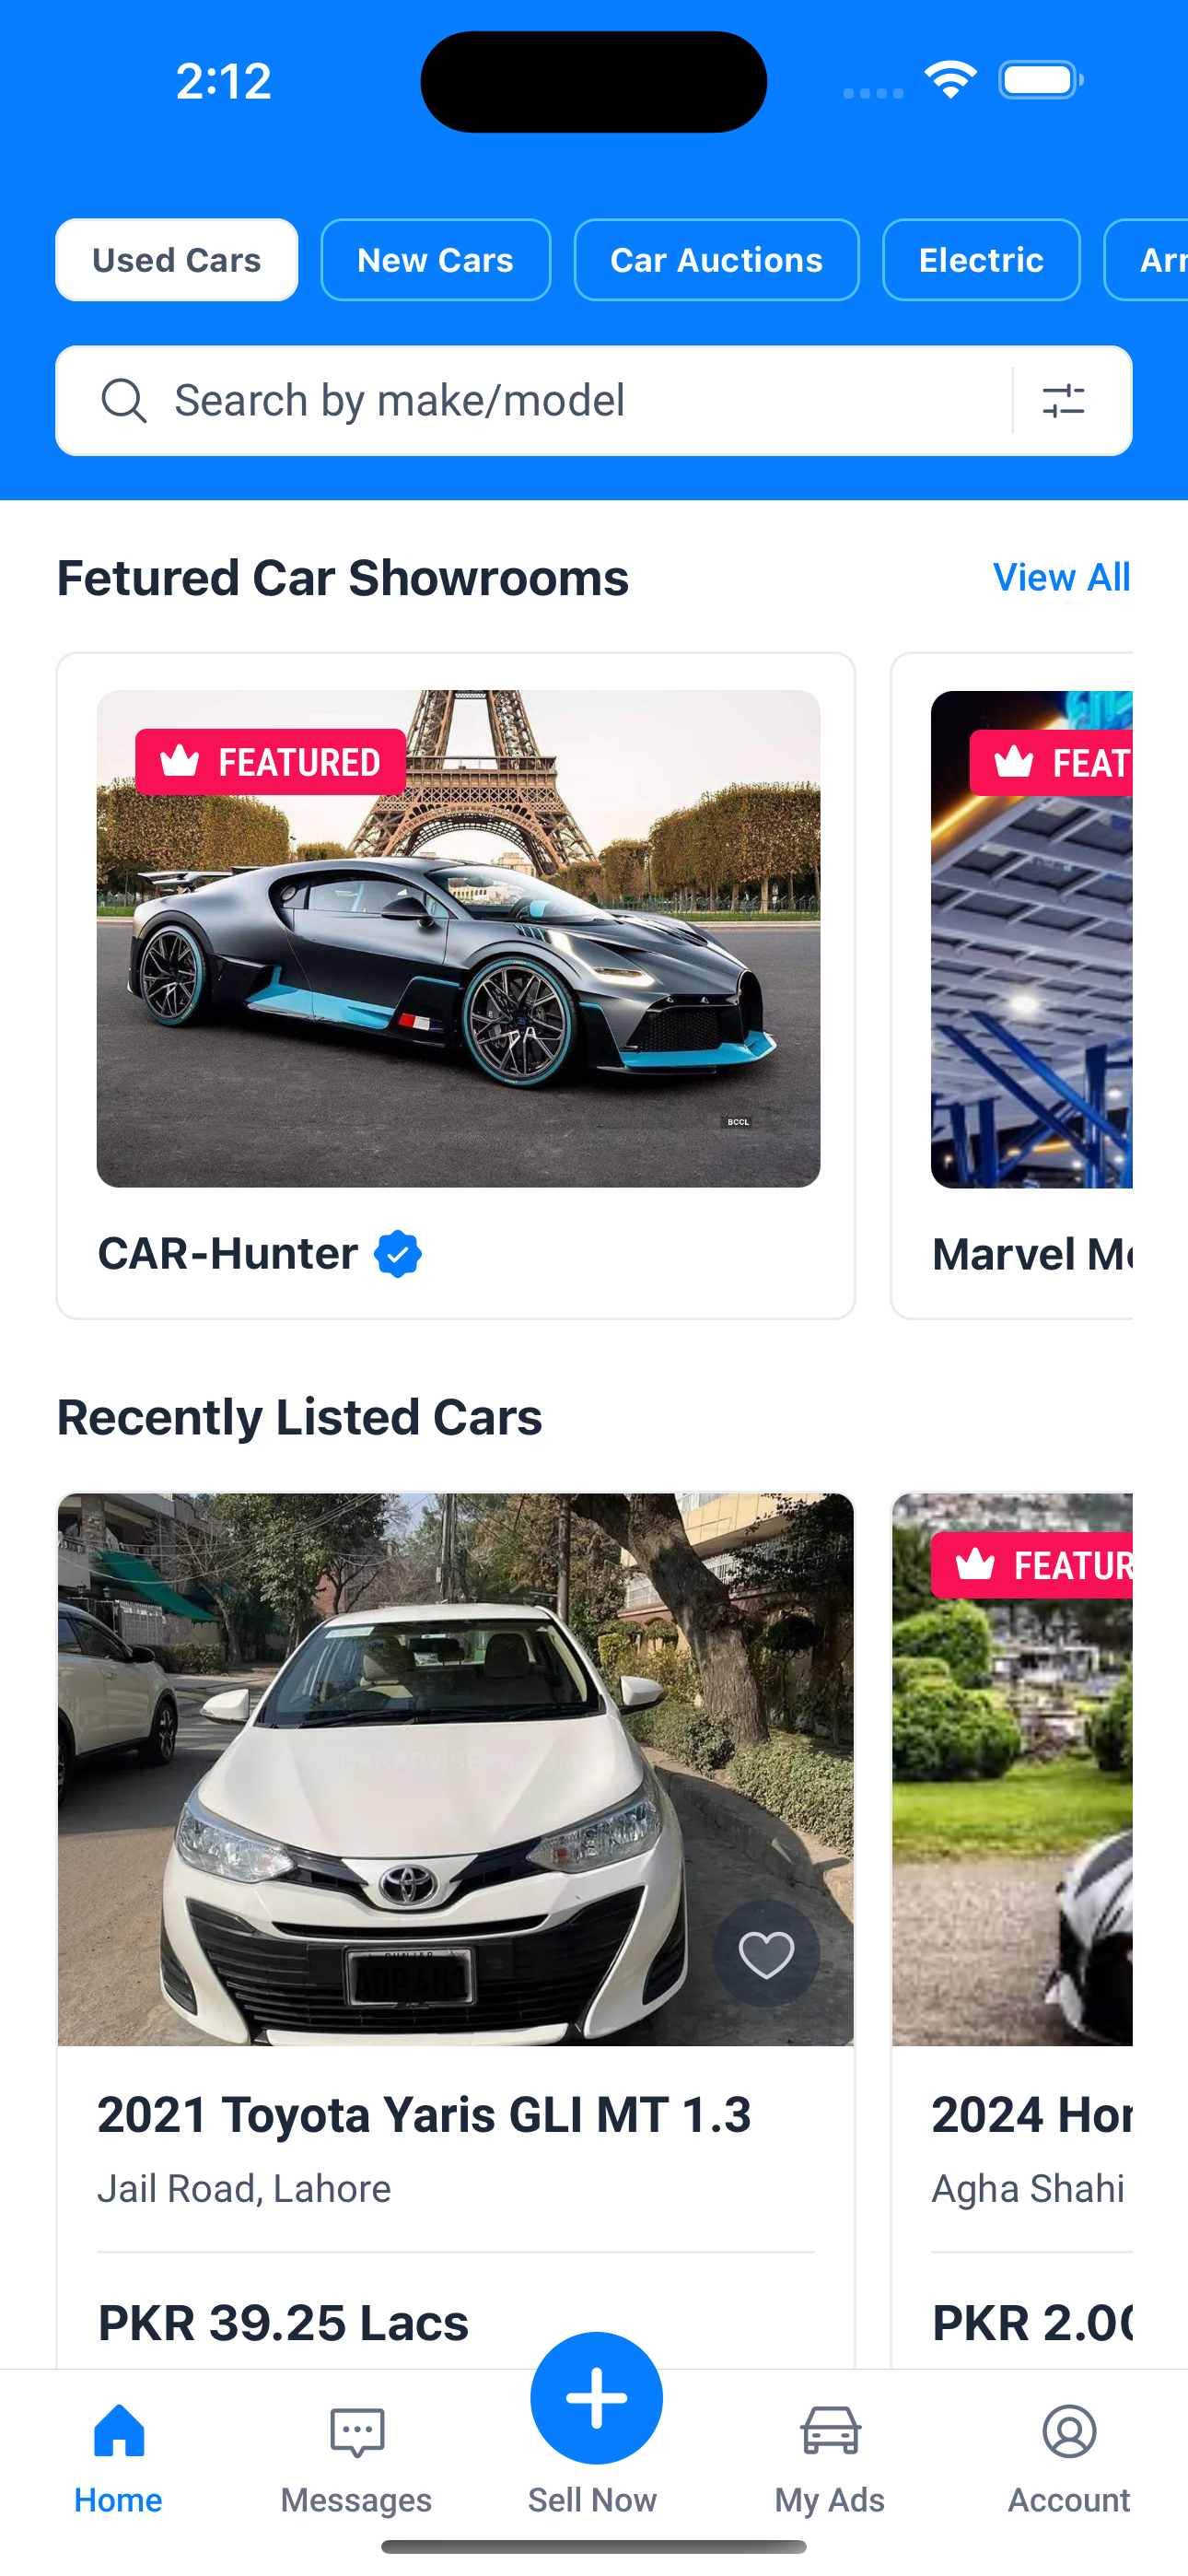 2:12
Used Cars
New Cars
Car Auctions
Electric
Search by make/model
Fetured Car Showrooms
View All
FEATURED
FEAT
BCCL
CAR-Hunter
Marvel
Recently Listed Cars
FEATUR
2021 Toyota Yaris GLI MT 1.3
2024
Jail Road, Lahore
Agha Shahi
PKR 39.25 Lacs
PKR 2.0
Home
Messages
Sell Now
My Ads
Account